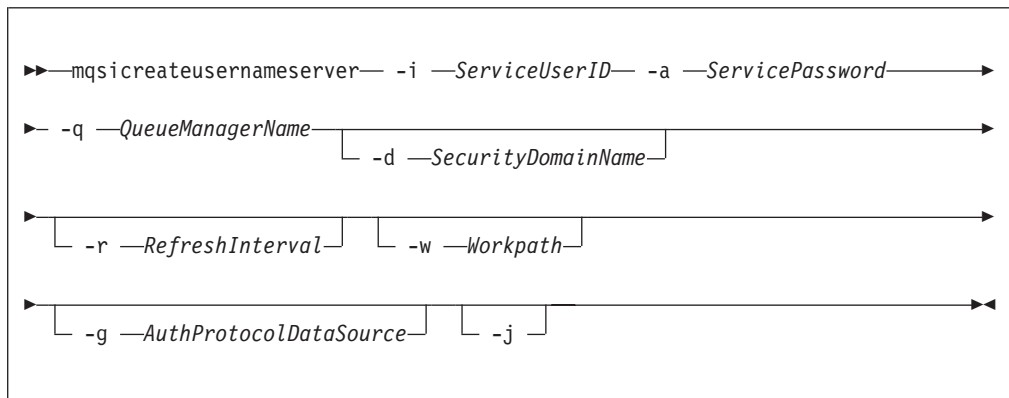 mqsicreateusernameserver -i ServiceUserID -a ServicePassword
-q QueueManagerName
-d SecurityDomainName
-r RefreshInterval -w Workpath
-g AuthProtocolDataSource -j